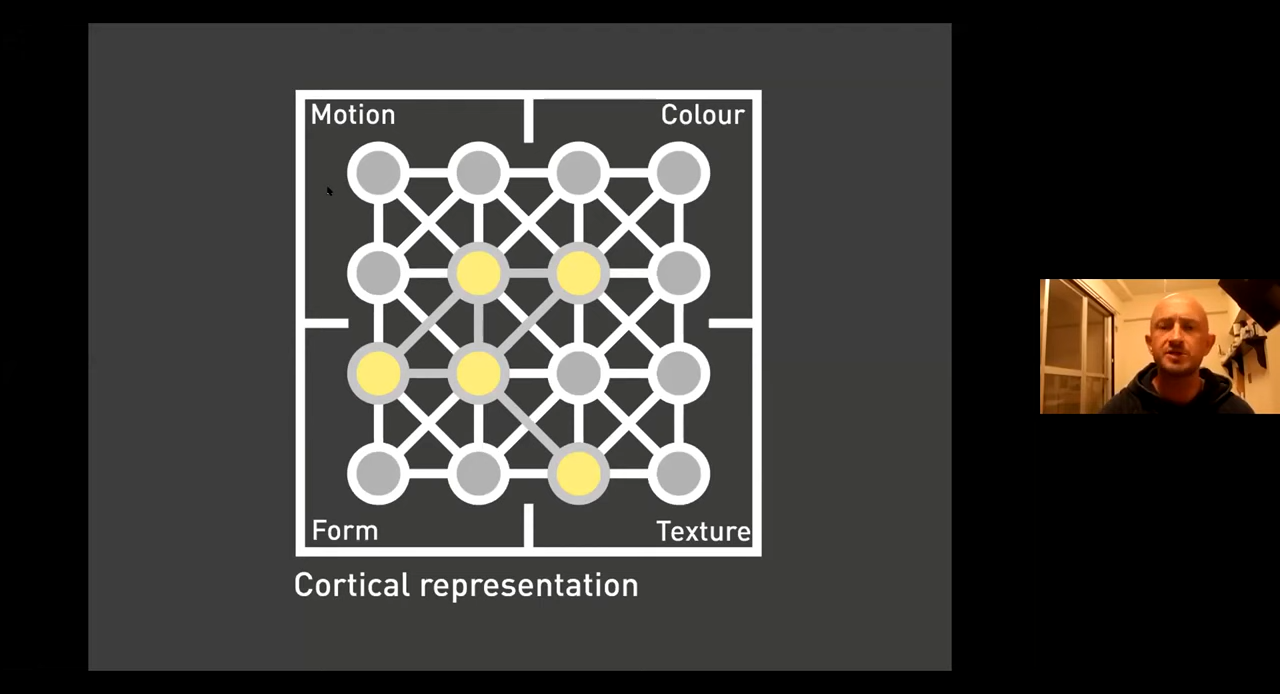 Motion
Colour
Form
Texture
Cortical representation